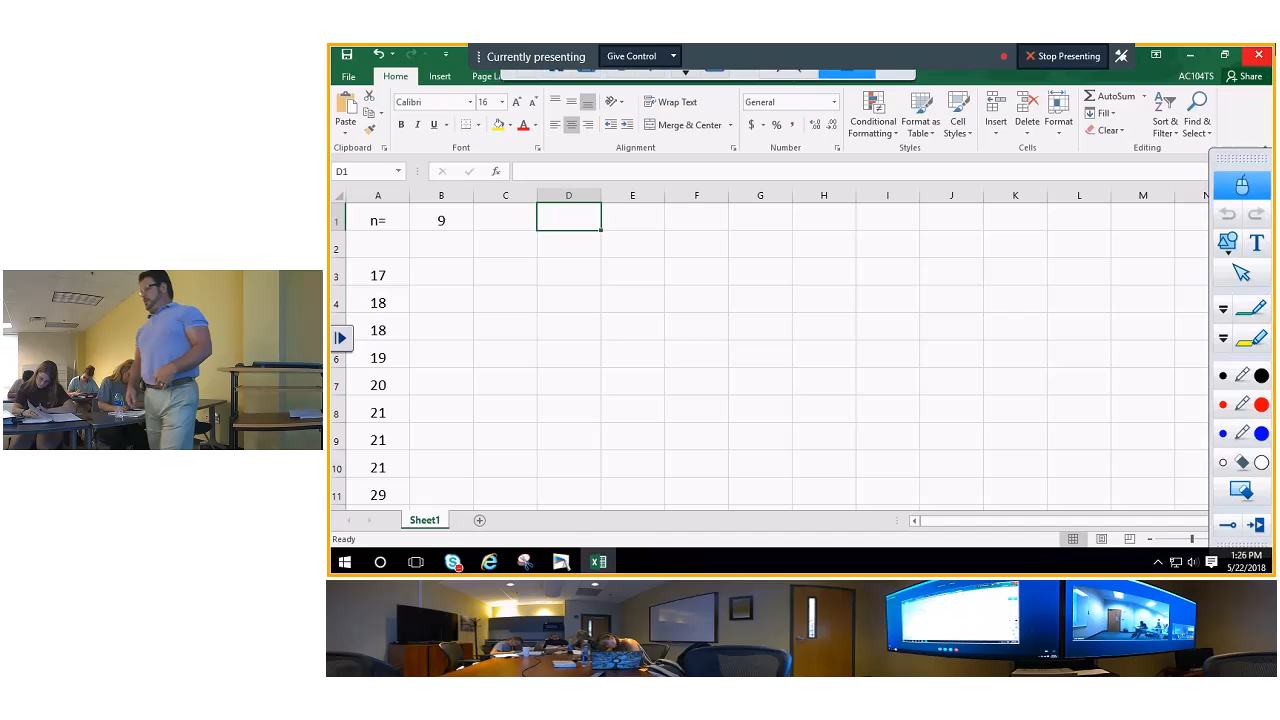 Currently presenting Give Control Stop Presenting
File Home Insert Page La AC104TS Share
Calibri 16 Wrap Text General AutoSum
Paste B I U Merge & Center $ % , Conditional Formatting Format as Table Cell Styles Insert Delete Format Fill Clear Sort & Filter Find & Select
Clipboard Font Alignment Number Styles Cells Editing
D1 fx
A B C D E F G H I J K L M N
1 n= 9
2
3 17
4 18
18
6 19
7 20
8 21
9 21
10 21
11 29
Sheet1
Ready
1:26 PM
5/22/2018
T